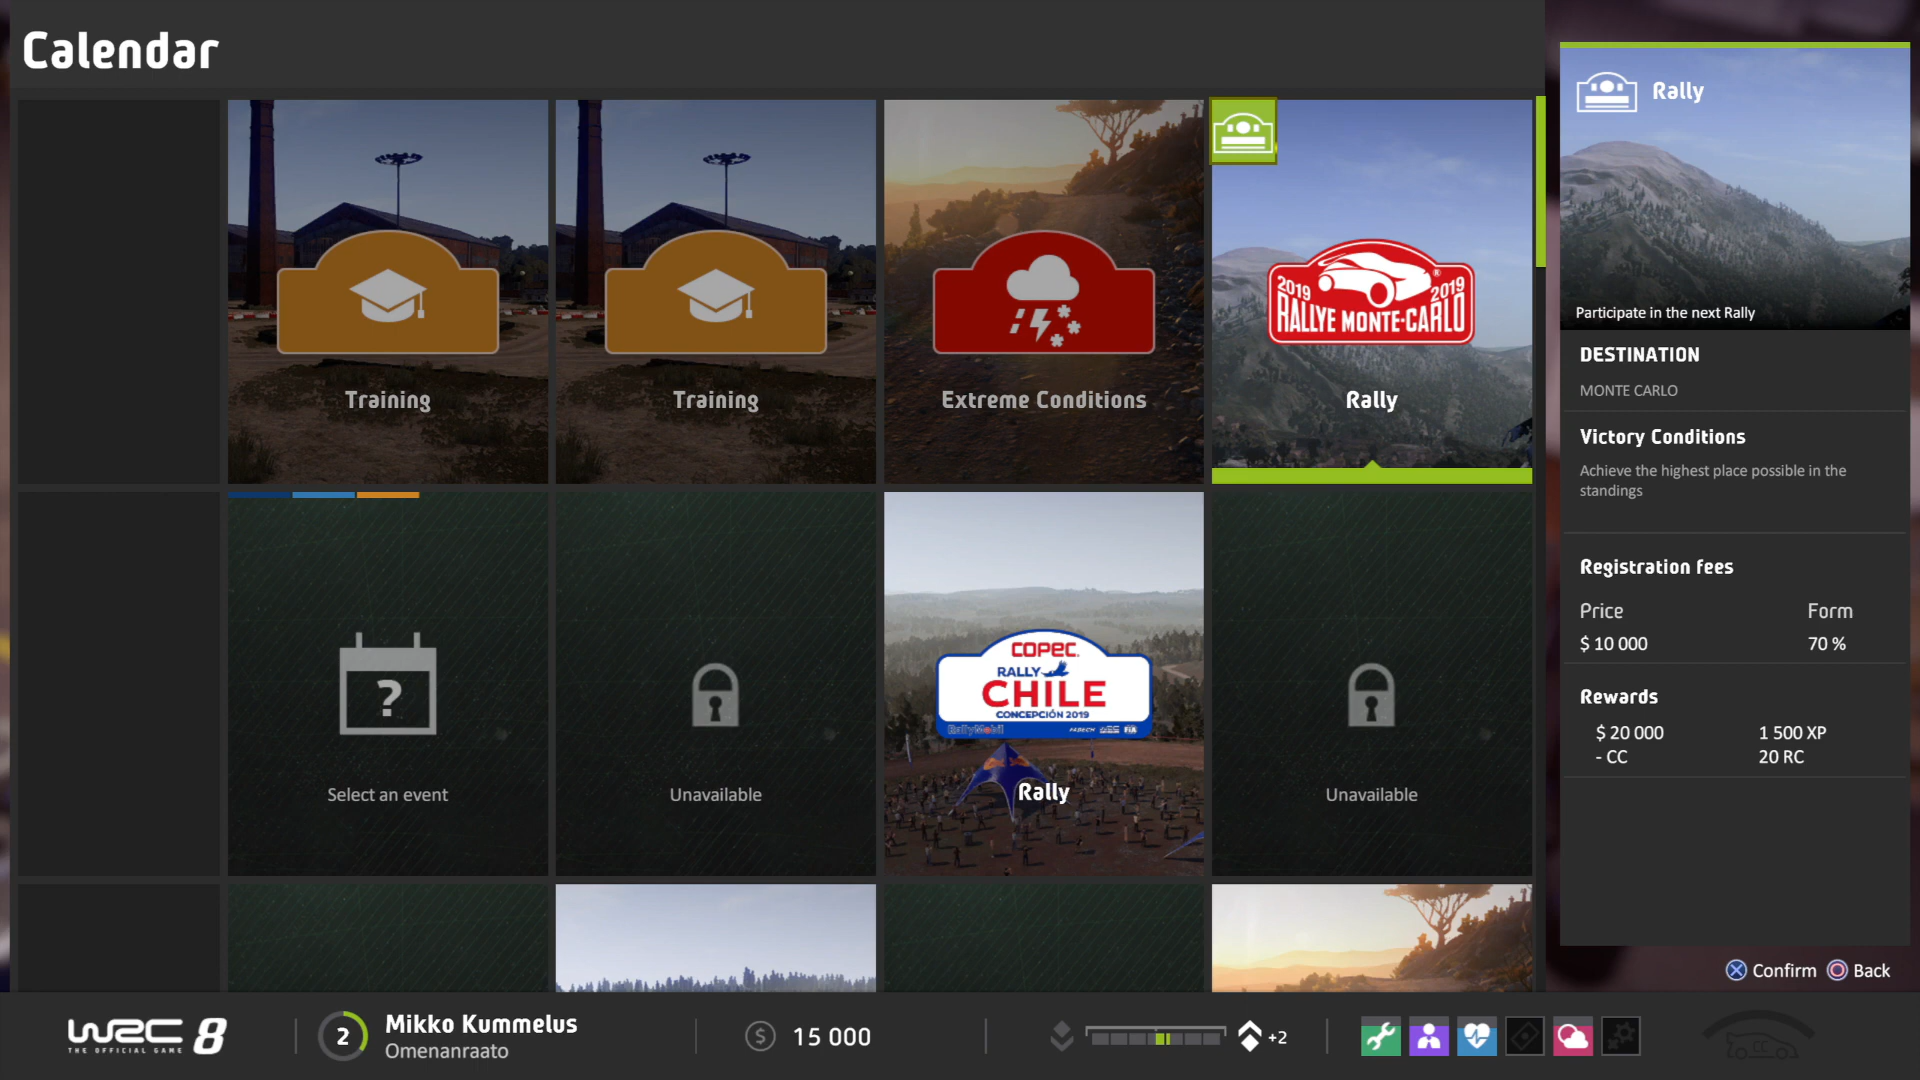 Calendar
Training
Training
Extreme Conditions
2019
2019
®
RALLYE MONTE-CARLO
Rally
?
Select an event
Unavailable
COPEC
RALLY
CHILE
CONCEPCIÓN 2019
RallyMobil
FIA
Rally
Unavailable
Rally
Participate in the next Rally
DESTINATION
MONTE CARLO
Victory Conditions
Achieve the highest place possible in the
standings
Registration fees
Price Form
$ 10 000 70 %
Rewards
$ 20 000 1 500 XP
- CC 20 RC
Confirm Back
WRC 8
THE OFFICIAL GAME
2
Mikko Kummelus
Omenanraato
$ 15 000
+2
CC